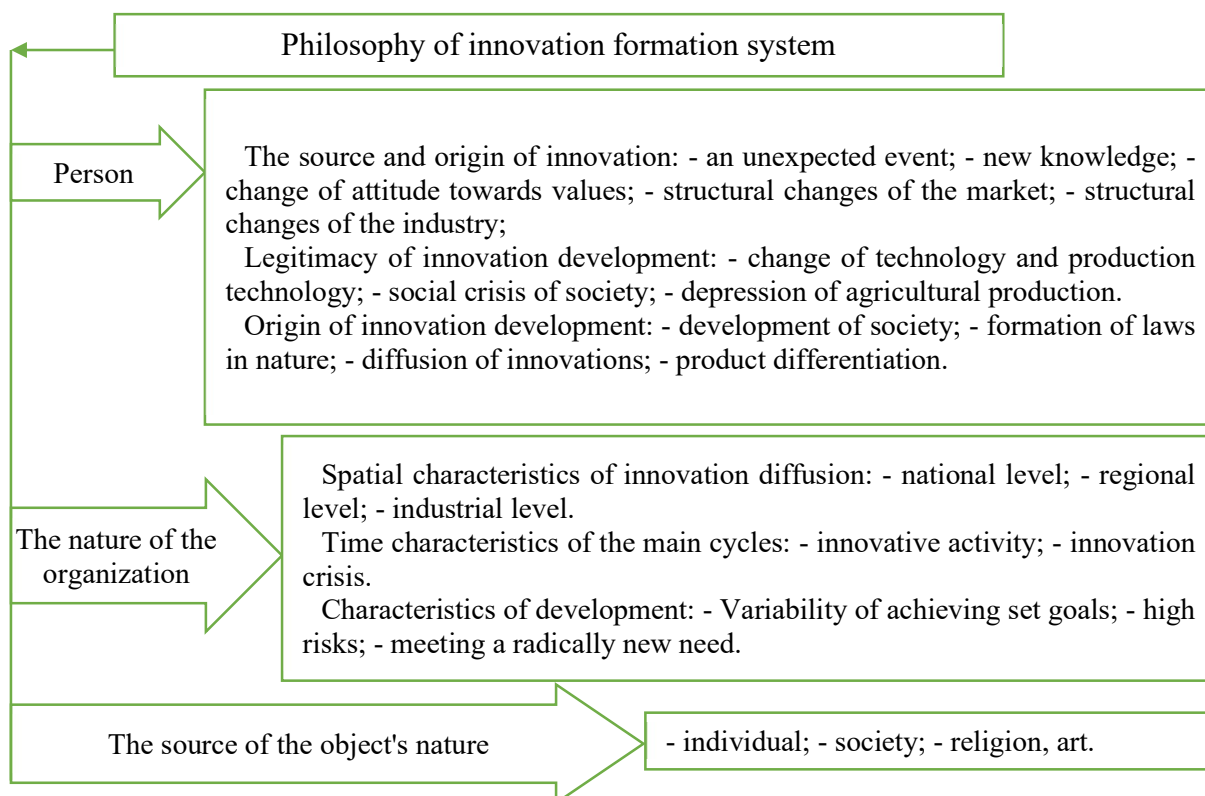 Philosophy of innovation formation system
Person
The source and origin of innovation: - an unexpected event; - new knowledge; -
change of attitude towards values; - structural changes of the market; - structural
changes of the industry;
Legitimacy of innovation development: - change of technology and production
technology; - social crisis of society; - depression of agricultural production.
Origin of innovation development: - development of society; - formation of laws
in nature; - diffusion of innovations; - product differentiation.
The nature of the
organization
Spatial characteristics of innovation diffusion: - national level; - regional
level; - industrial level.
Time characteristics of the main cycles: - innovative activity; - innovation
crisis.
Characteristics of development: - Variability of achieving set goals; - high
risks; - meeting a radically new need.
The source of the object's nature
- individual; - society; - religion, art.